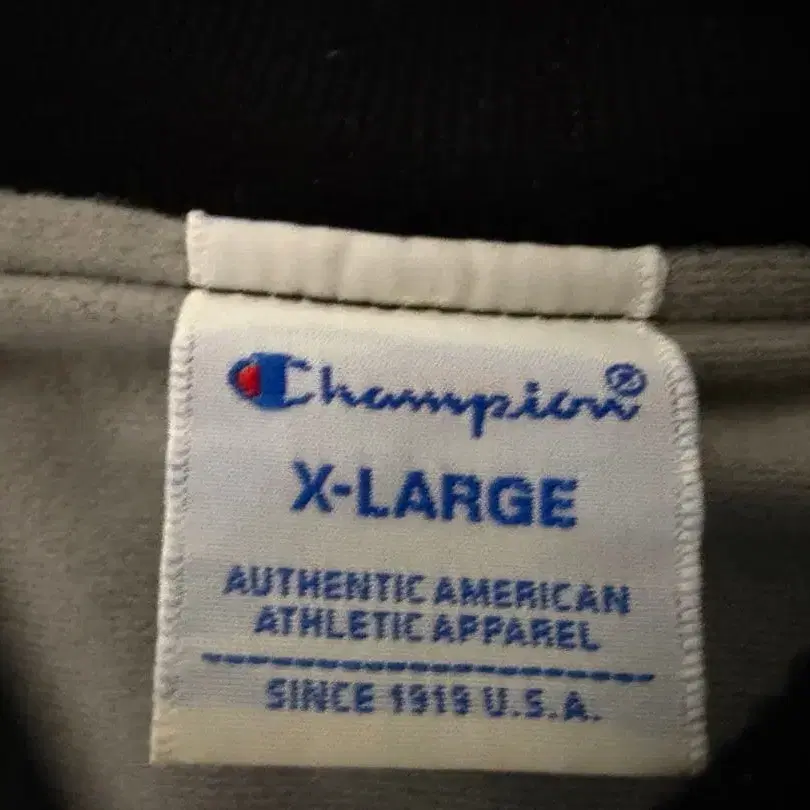 Champion®
X-LARGE
AUTHENTIC AMERICAN
ATHLETIC APPAREL
SINCE 1919 U.S.A.